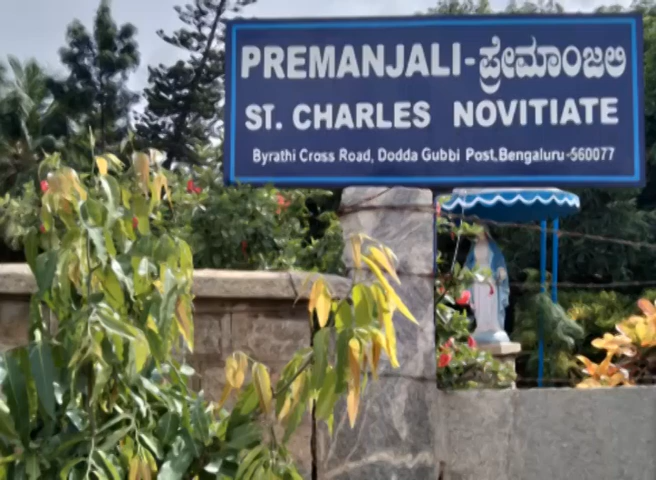 PREMANJALI-ಪ್ರೇಮಾಂಜಲಿ
ST. CHARLES NOVITIATE
Byrathi Cross Road, Dodda Gubbi Post, Bengaluru-560077